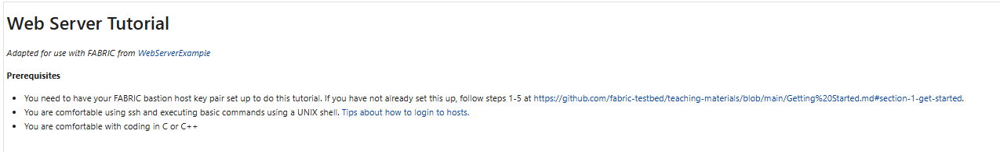 Web Server Tutorial
Adapted for use with FABRIC from WebServerExample
Prerequisites
• You need to have your FABRIC bastion host key pair set up to do this tutorial. If you have not already set this up, follow steps 1-5 at https://github.com/fabric-testbed/teaching-materials/blob/main/Getting%20Started.md#section-1-get-started.
• You are comfortable using ssh and executing basic commands using a UNIX shell. Tips about how to login to hosts.
• You are comfortable with coding in C or C++